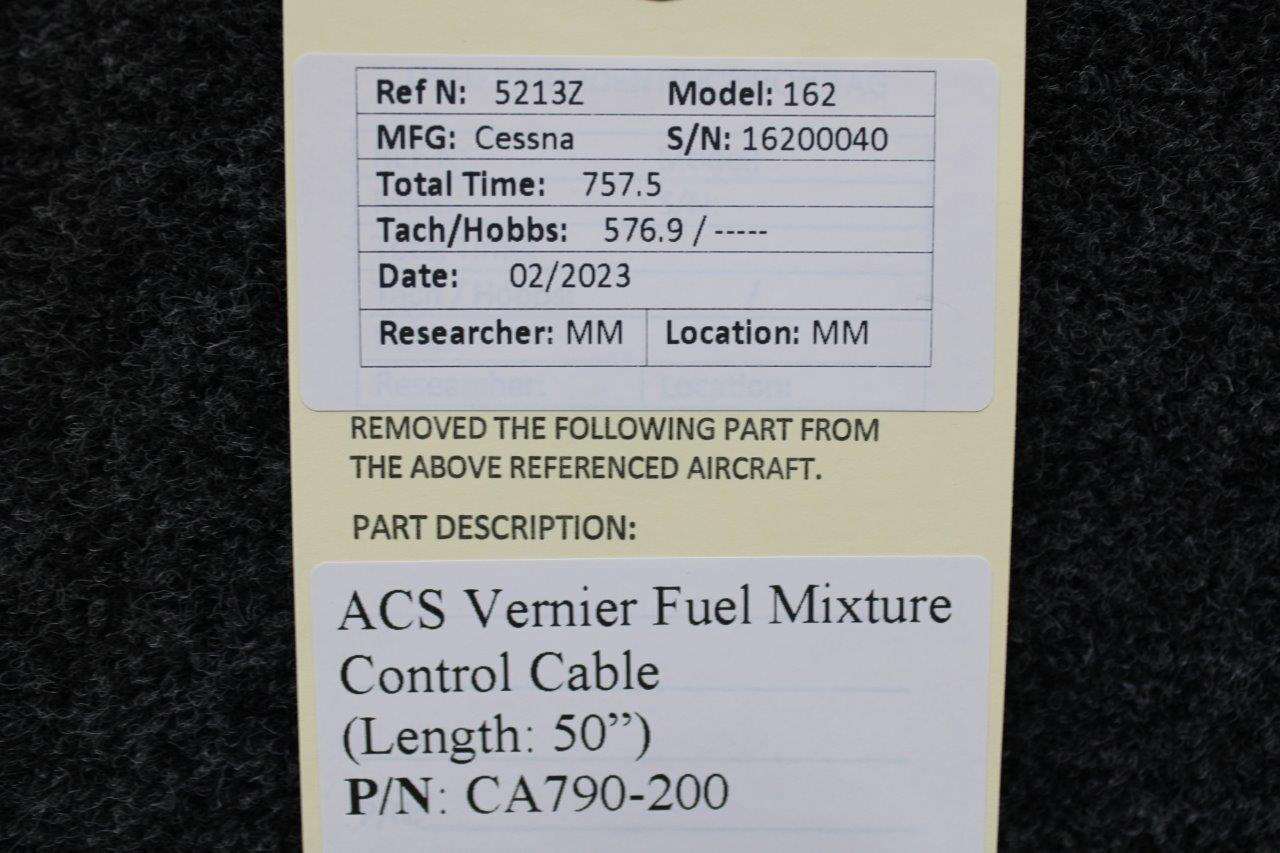 Ref N: 5213Z Model: 162
MFG: Cessna S/N: 16200040
Total Time: 757.5
Tach/Hobbs: 576.9 / -----
Date: 02/2023
Researcher: MM Location: MM
REMOVED THE FOLLOWING PART FROM
THE ABOVE REFERENCED AIRCRAFT.
PART DESCRIPTION:
ACS Vernier Fuel Mixture
Control Cable
(Length: 50”)
P/N: CA790-200